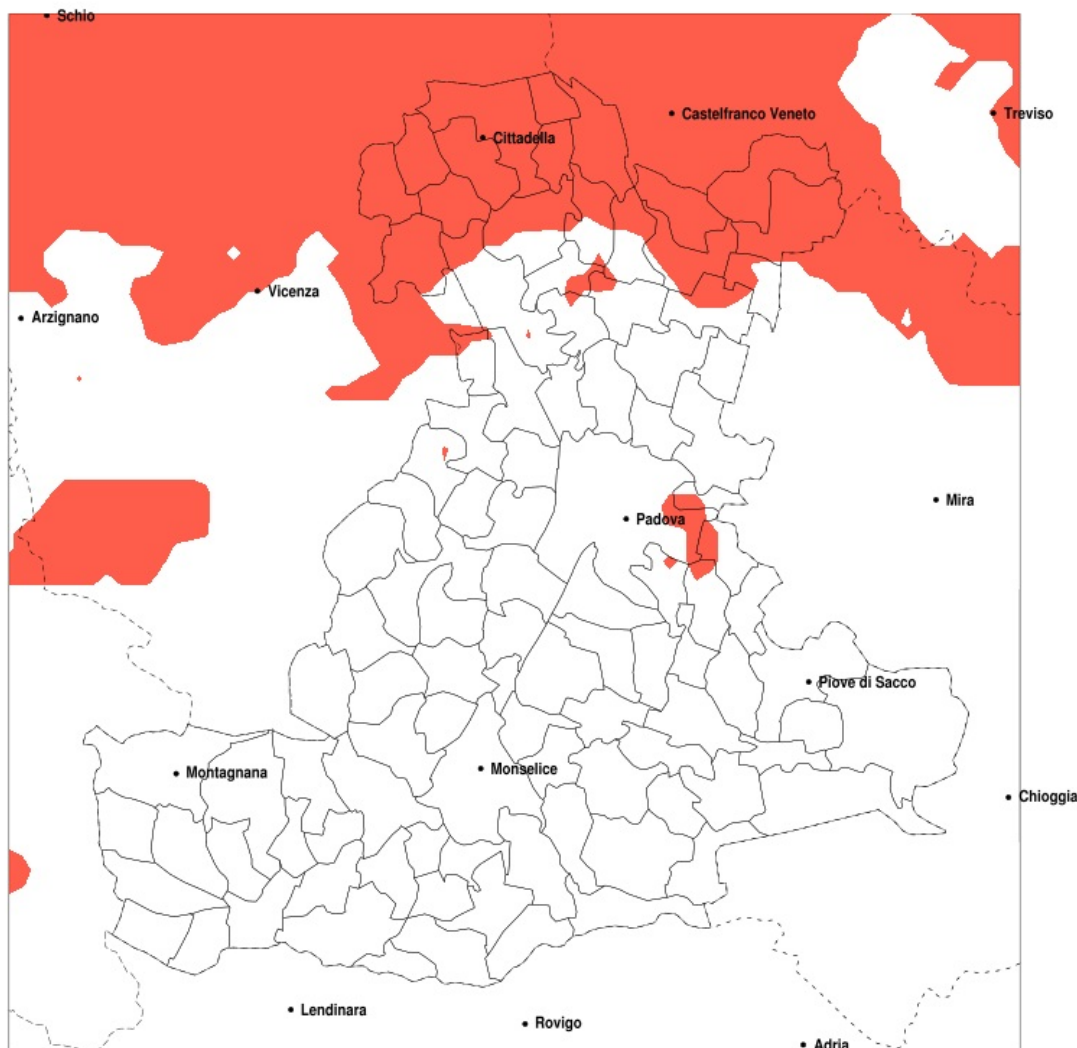 Schio
Castelfranco Veneto
Treviso
Cittadella
Vicenza
Arzignano
Mira
Padova
Piove di Sacco
Monselice
Montagnana
Chioggia
Lendinara
Rovigo
Adria